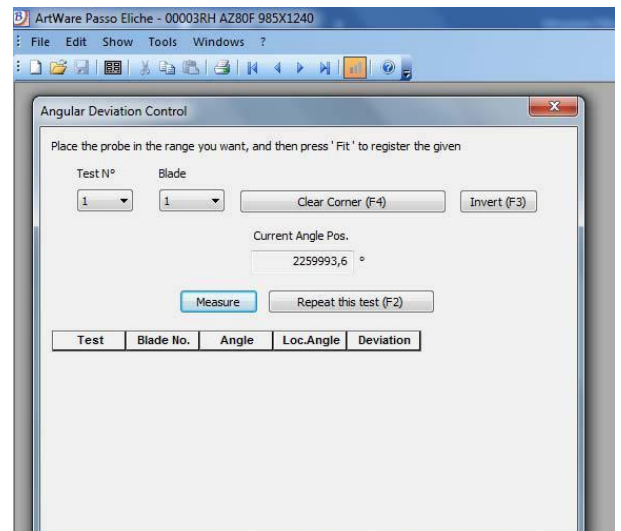 ArtWare Passo Eliche - 00003RH AZ80F 985X1240
File Edit Show Tools Windows ?
Angular Deviation Control
Place the probe in the range you want, and then press ' Fit ' to register the given
Test N° Blade
1 1 Clear Corner (F4) Invert (F3)
Current Angle Pos.
2259993,6 °
Measure Repeat this test (F2)
Test Blade No. Angle Loc.Angle Deviation